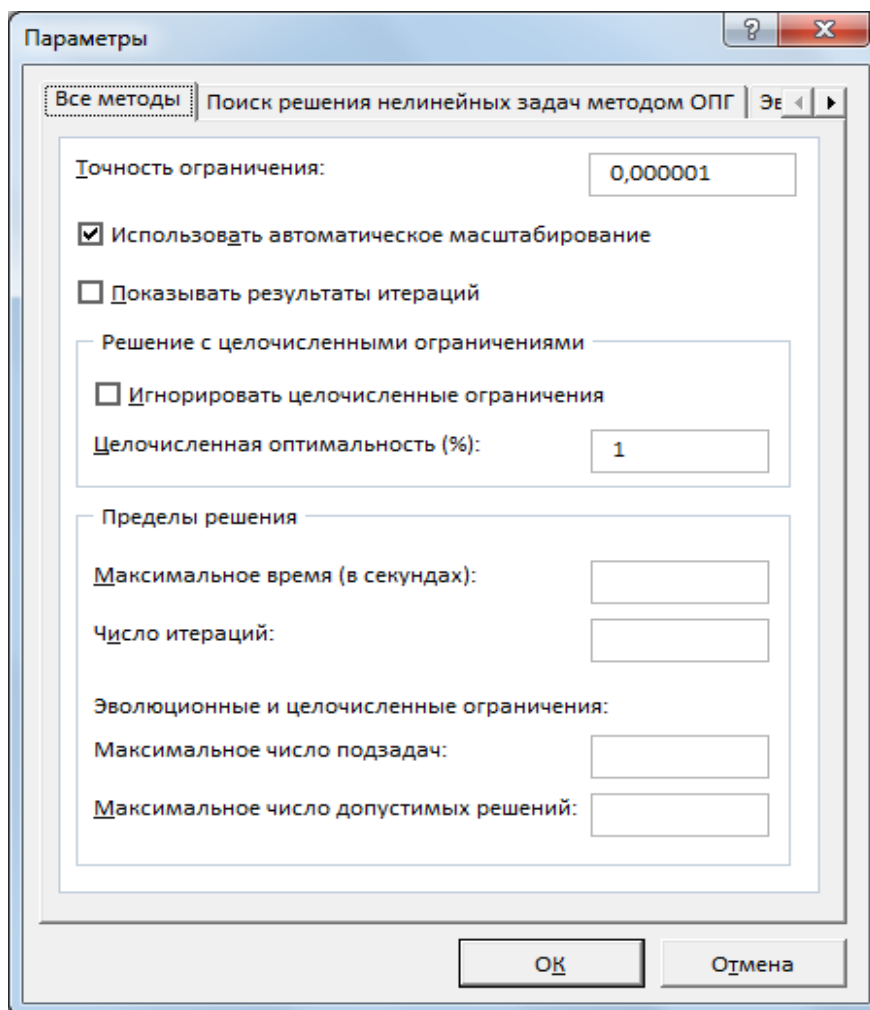 Параметры
Все методы
Поиск решения нелинейных задач методом ОПГ
Эв
Точность ограничения:
0,000001
Использовать автоматическое масштабирование
Показывать результаты итераций
Решение с целочисленными ограничениями
Игнорировать целочисленные ограничения
Целочисленная оптимальность (%):
1
Пределы решения
Максимальное время (в секундах):
Число итераций:
Эволюционные и целочисленные ограничения:
Максимальное число подзадач:
Максимальное число допустимых решений:
ОК
Отмена